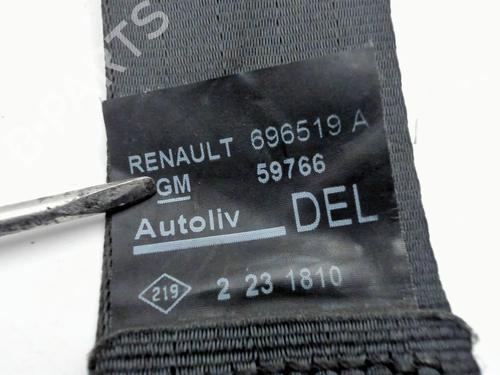 RENAULT 696519 A
GM 59766
Autoliv DEL
219 2 23 1810